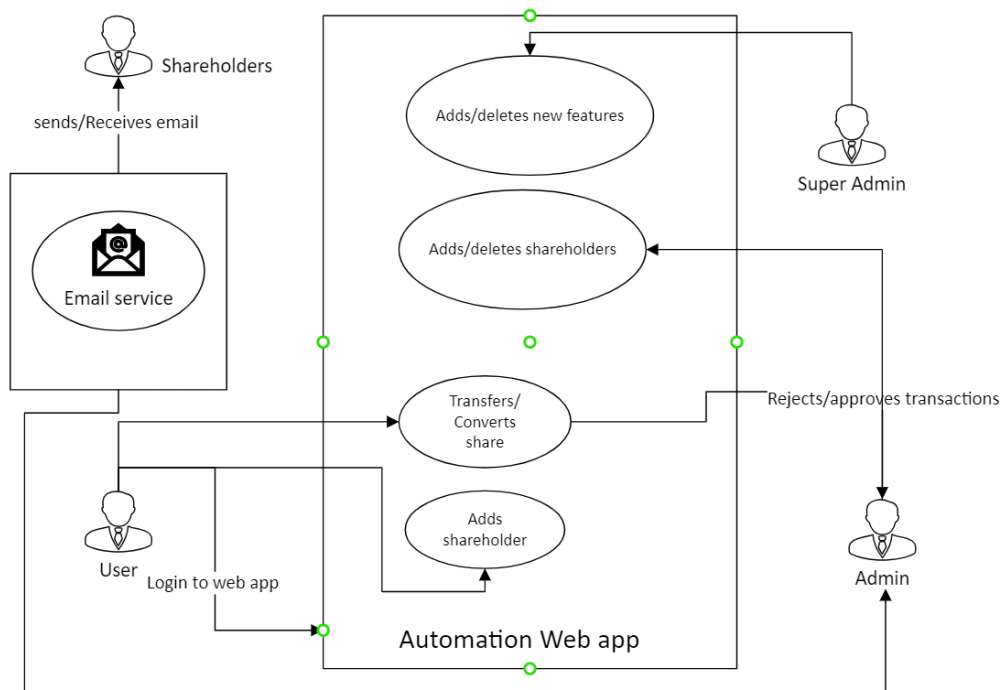 Shareholders
sends/Receives email
Adds/deletes new features
Super Admin
Adds/deletes shareholders
@
Email service
Transfers/
Converts
share
Rejects/approves transactions
Adds
shareholder
User
Login to web app
Admin
Automation Web app